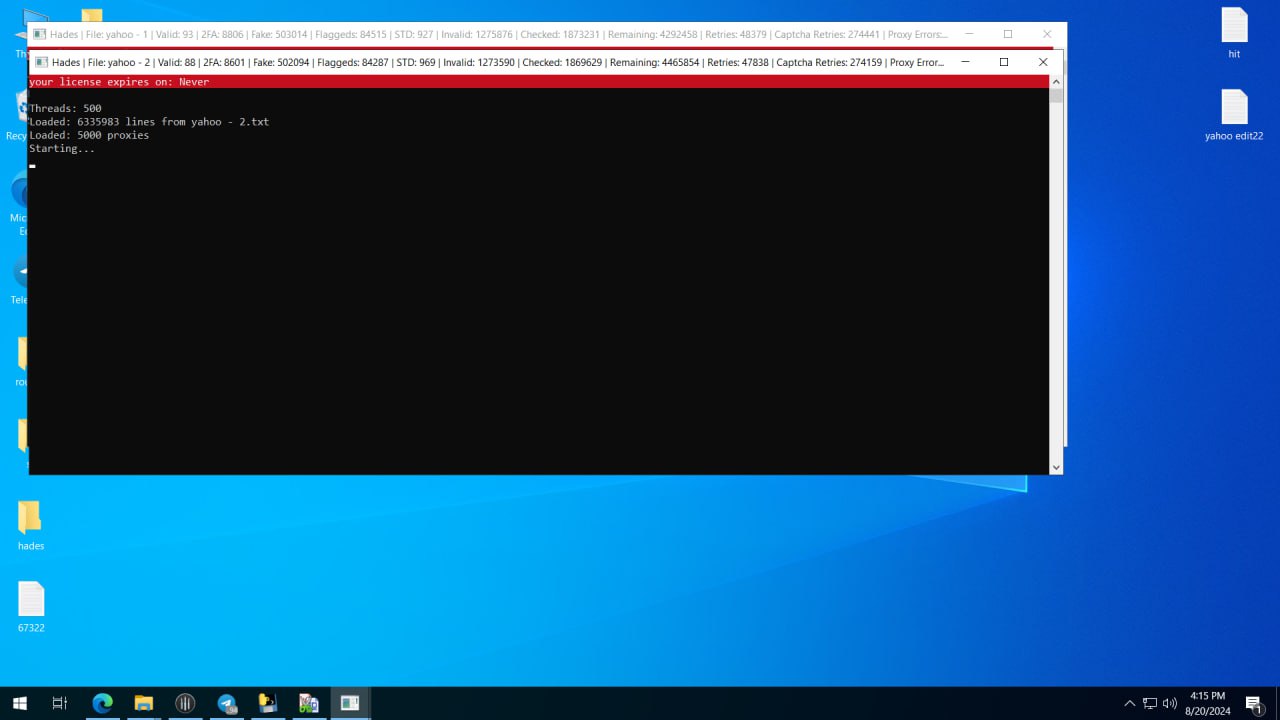 Hades | File: yahoo - 1 | Valid: 93 | 2FA: 8806 | Fake: 503014 | Flaggeds: 84515 | STD: 927 | Invalid: 1275876 | Checked: 1873231 | Remaining: 4292458 | Retries: 48379 | Captcha Retries: 274441 | Proxy Errors:...
Hades | File: yahoo - 2 | Valid: 88 | 2FA: 8601 | Fake: 502094 | Flaggeds: 84287 | STD: 969 | Invalid: 1273590 | Checked: 1869629 | Remaining: 4465854 | Retries: 47838 | Captcha Retries: 274159 | Proxy Error...
your license expires on: Never
Threads: 500
Loaded: 6335983 lines from yahoo - 2.txt
Loaded: 5000 proxies
Starting...
Th
Recy
Mic
E
Tele
rou
hades
67322
hit
yahoo edit22
4:15 PM
8/20/2024
1